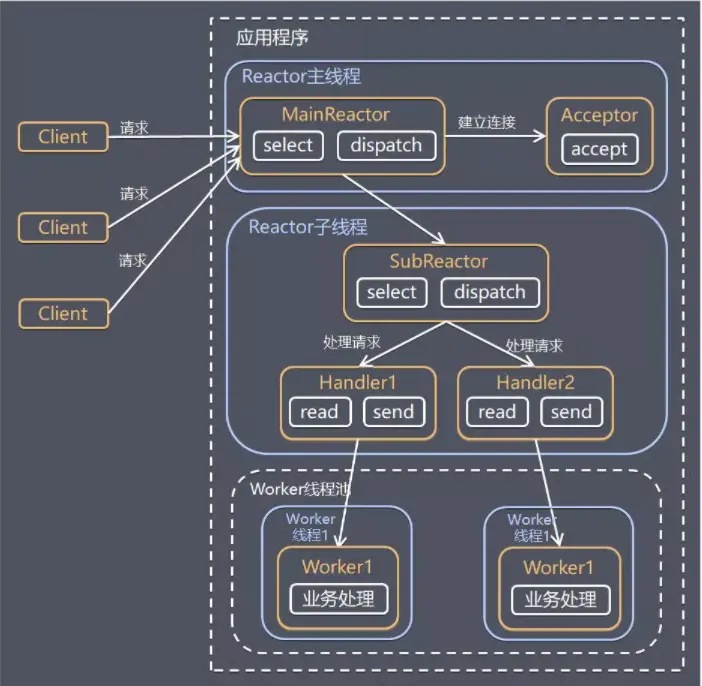 应用程序
Reactor主线程
MainReactor
select
dispatch
建立连接
Acceptor
accept
Client
请求
Client
请求
Client
请求
Reactor子线程
SubReactor
select
dispatch
处理请求
处理请求
Handler1
read
send
Handler2
read
send
Worker线程池
Worker
线程1
Worker1
业务处理
Worker
线程1
Worker1
业务处理